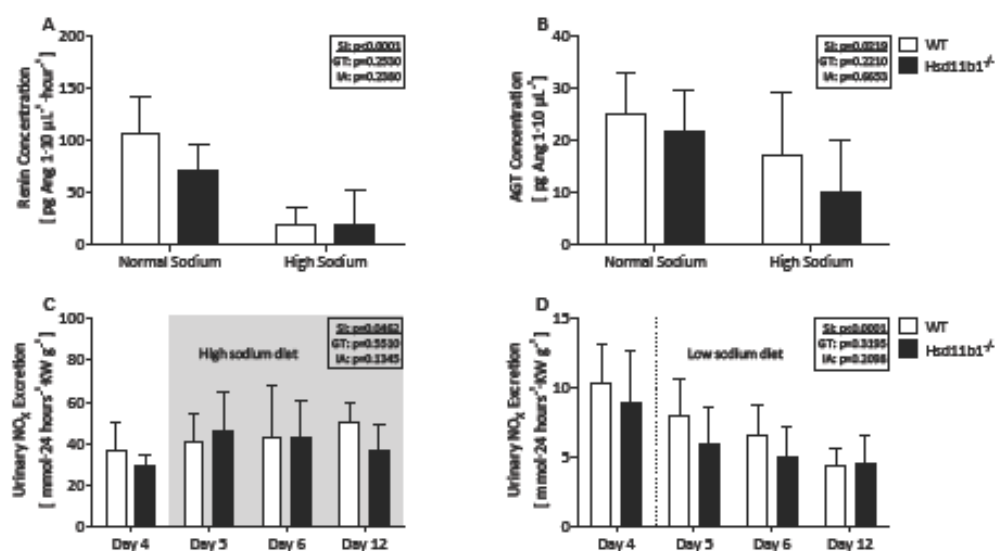 A
200
150
100
50
0
Renin Concentration
[ pg Ang 1-10 µL⁻¹·hour⁻¹]
SI: p<0.0001
GT: p=0.2530
Normal Sodium
High Sodium
B
40
30
20
10
0
AGT Concentration
[ pg Ang 1-10 µL⁻¹]
SI: p=0.0219
GT: p=0.2210
IA: p=0.6653
Normal Sodium
High Sodium
WT
Hsd11b1⁻/⁻
C
100
80
60
40
20
0
Urinary NOₓ Excretion
[ mmol·24 hours⁻¹·KW g⁻¹]
High sodium diet
SI: p=0.0462
GT: p=0.5510
IA: p=0.1345
Day 4
Day 5
Day 6
Day 12
D
15
10
5
0
Urinary NOₓ Excretion
[ mmol·24 hours⁻¹·KW g⁻¹]
Low sodium diet
SI: p<0.0001
GT: p=0.3195
IA: p=0.2098
Day 4
Day 5
Day 6
Day 12
WT
Hsd11b1⁻/⁻